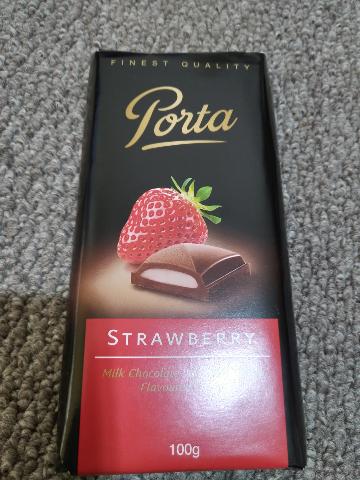 FINEST QUALITY
Porta
STRAWBERRY
Milk Chocolate
Flavour
100g